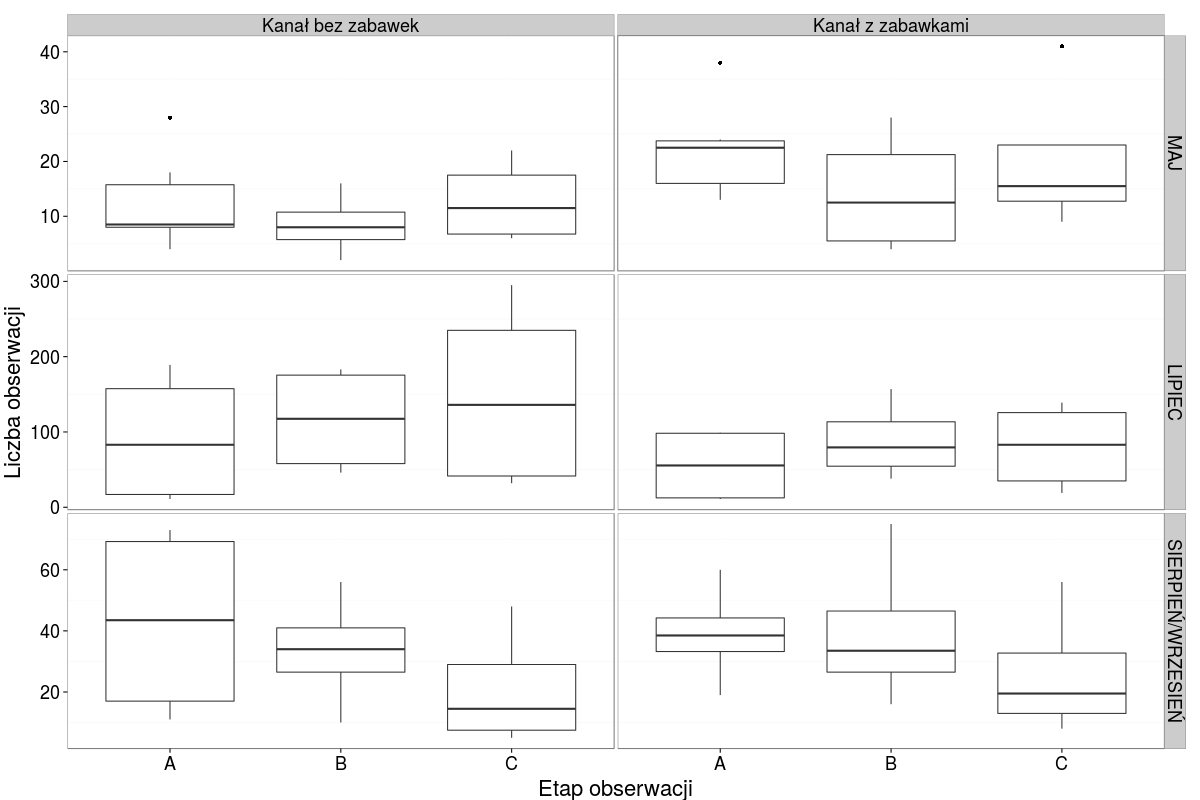 Kanał bez zabawek
Kanał z zabawkami
40
30
20
10
MAJ
300
200
100
0
LIPIEC
60
40
20
SIERPIEŃ/WRZESIEŃ
Liczba obserwacji
A B C A B C
Etap obserwacji